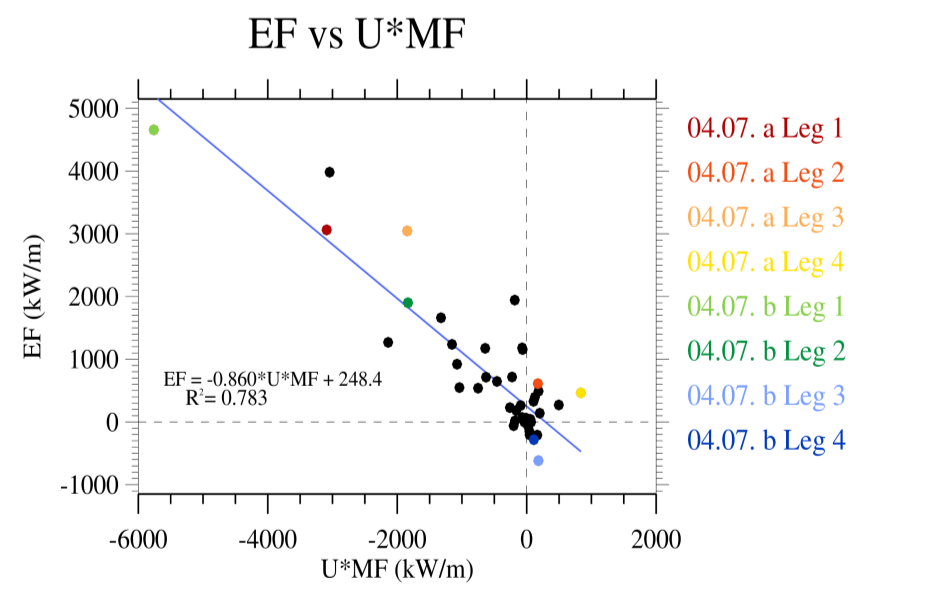 EF vs U*MF
5000
4000
3000
2000
1000
0
-1000
EF (kW/m)
EF = -0.860*U*MF + 248.4
R²= 0.783
-6000 -4000 -2000 0 2000
U*MF (kW/m)
04.07. a Leg 1
04.07. a Leg 2
04.07. a Leg 3
04.07. a Leg 4
04.07. b Leg 1
04.07. b Leg 2
04.07. b Leg 3
04.07. b Leg 4